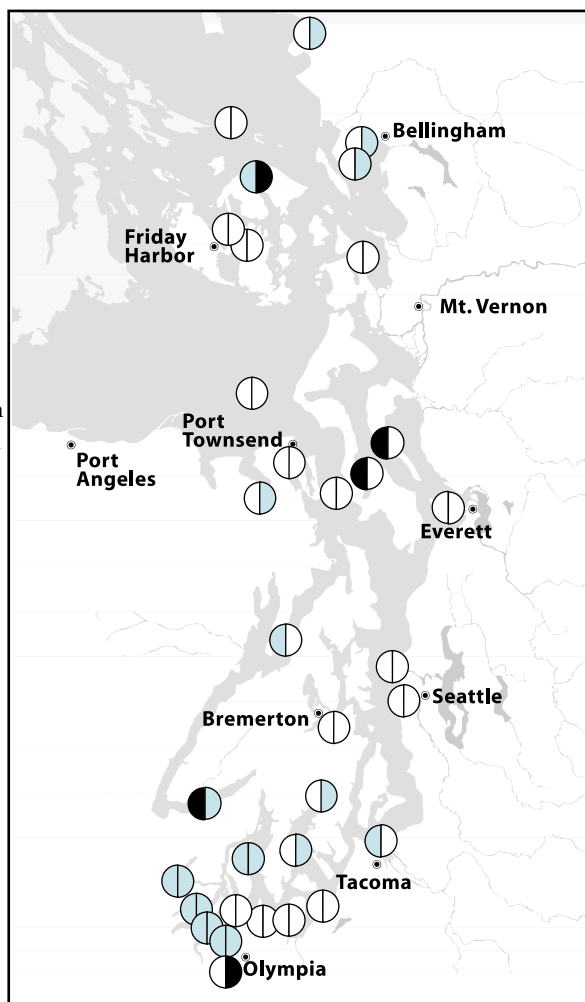 Bellingham
Friday
Harbor
Mt. Vernon
Port
Townsend
Port
Angeles
Everett
Seattle
Bremerton
Tacoma
Olympia